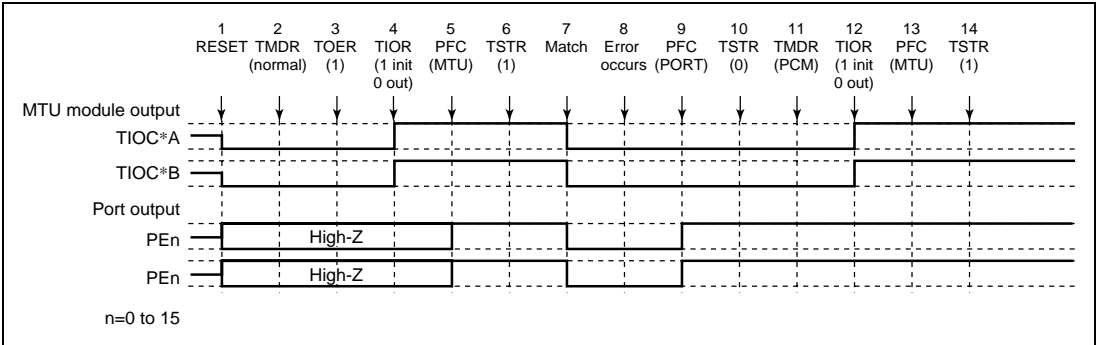 1 2 3 4 5 6 7 8 9 10 11 12 13 14
RESET TMDR TOER TIOR PFC TSTR Match Error PFC TSTR TMDR TIOR PFC TSTR
(normal) (1) (1 init (MTU) (1) occurs (PORT) (0) (PCM) (1 init (MTU) (1)
0 out) 0 out)
MTU module output
TIOC*A
TIOC*B
Port output
PEn High-Z
PEn High-Z
n=0 to 15